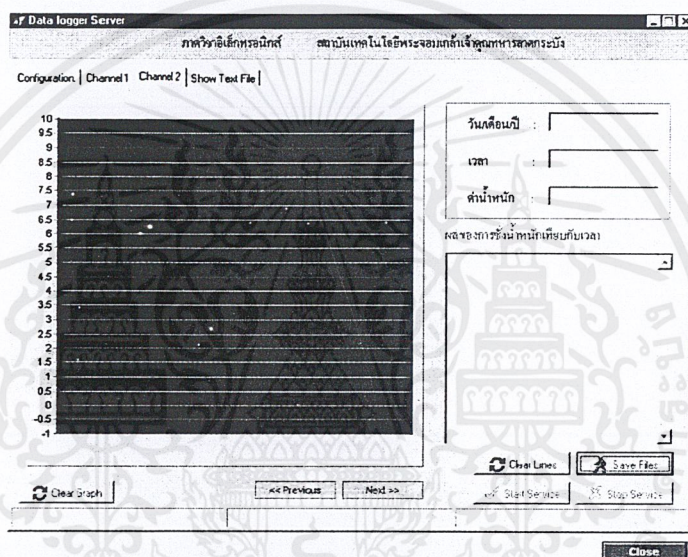 Data logger Server
ภาควิชาอิเล็กทรอนิกส์ สถาบันเทคโนโลยีพระจอมเกล้าเจ้าคุณทหารลาดกระบัง
Configuration Channel 1 Channel 2 Show Text File
10
9.5
9
8.5
8
7.5
7
6.5
6
5.5
5
4.5
4
3.5
3
2.5
2
1.5
1
0.5
0
-0.5
-1
วัน/เดือน/ปี :
เวลา :
ค่าน้ำหนัก :
ผลของการชั่งน้ำหนักเทียบกับเวลา
Clear Lines Save Files
Clear Graph << Previous Next >> Start Service Stop Service
Close